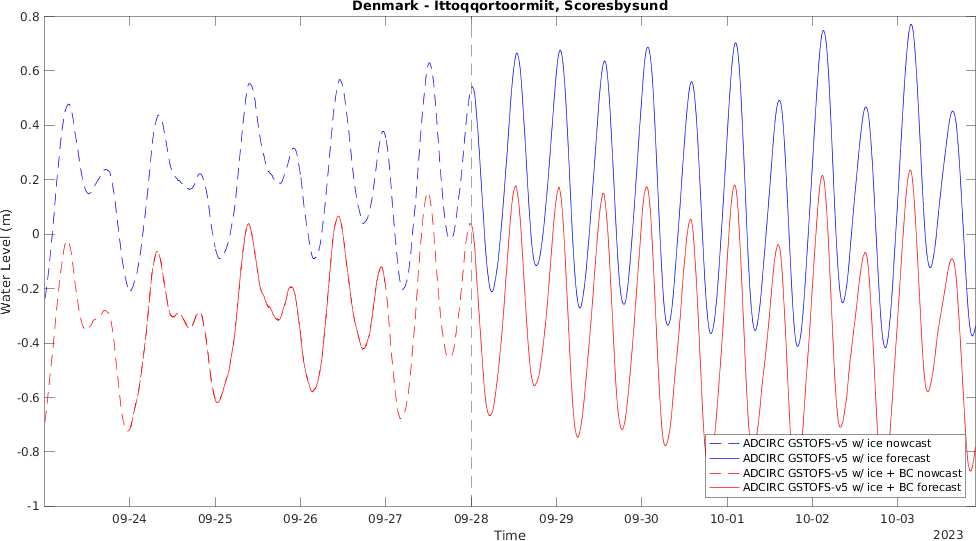 Denmark - Ittoqqortoormiit, Scoresbysund
Water Level (m)
0.8
0.6
0.4
0.2
0
-0.2
-0.4
-0.6
-0.8
-1
ADCIRC GSTOFS-v5 w/ ice nowcast
ADCIRC GSTOFS-v5 w/ ice forecast
ADCIRC GSTOFS-v5 w/ ice + BC nowcast
ADCIRC GSTOFS-v5 w/ ice + BC forecast
09-24 09-25 09-26 09-27 09-28 09-29 09-30 10-01 10-02 10-03
Time
2023